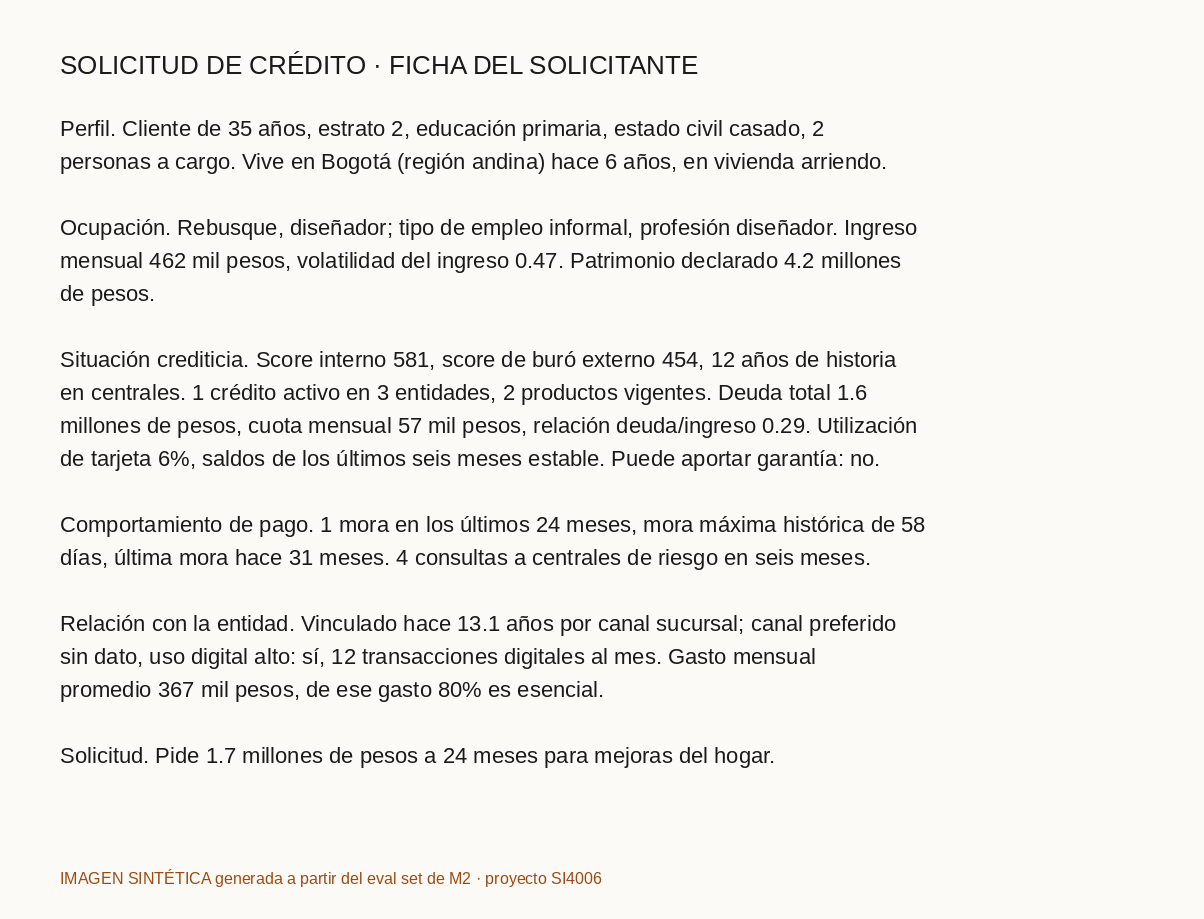 SOLICITUD DE CRÉDITO · FICHA DEL SOLICITANTE
Perfil. Cliente de 35 años, estrato 2, educación primaria, estado civil casado, 2
personas a cargo. Vive en Bogotá (región andina) hace 6 años, en vivienda arriendo.
Ocupación. Rebusque, diseñador; tipo de empleo informal, profesión diseñador. Ingreso
mensual 462 mil pesos, volatilidad del ingreso 0.47. Patrimonio declarado 4.2 millones
de pesos.
Situación crediticia. Score interno 581, score de buró externo 454, 12 años de historia
en centrales. 1 crédito activo en 3 entidades, 2 productos vigentes. Deuda total 1.6
millones de pesos, cuota mensual 57 mil pesos, relación deuda/ingreso 0.29. Utilización
de tarjeta 6%, saldos de los últimos seis meses estable. Puede aportar garantía: no.
Comportamiento de pago. 1 mora en los últimos 24 meses, mora máxima histórica de 58
días, última mora hace 31 meses. 4 consultas a centrales de riesgo en seis meses.
Relación con la entidad. Vinculado hace 13.1 años por canal sucursal; canal preferido
sin dato, uso digital alto: sí, 12 transacciones digitales al mes. Gasto mensual
promedio 367 mil pesos, de ese gasto 80% es esencial.
Solicitud. Pide 1.7 millones de pesos a 24 meses para mejoras del hogar.
IMAGEN SINTÉTICA generada a partir del eval set de M2 · proyecto SI4006